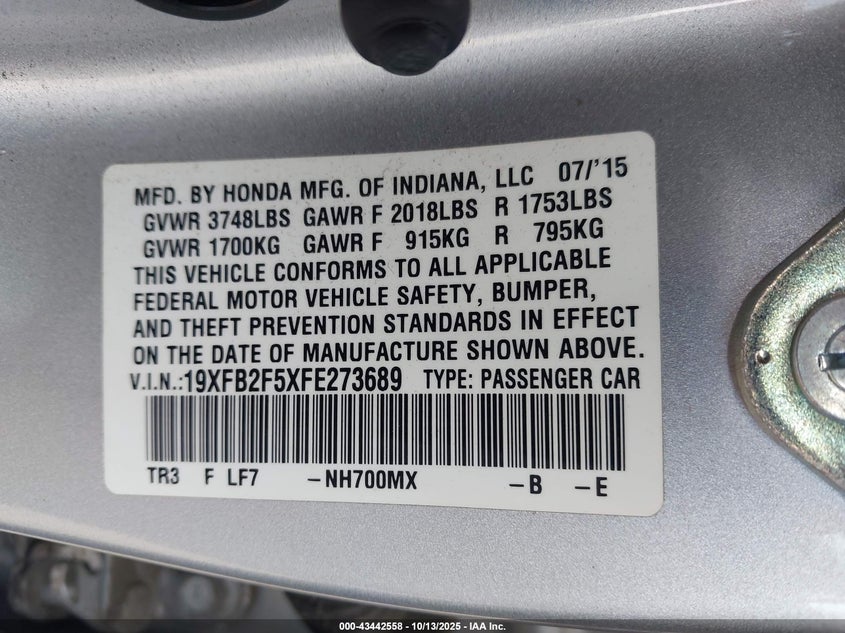 MFD. BY HONDA MFG. OF INDIANA, LLC 07/'15
GVWR 3748LBS GAWR F 2018LBS R 1753LBS
GVWR 1700KG GAWR F 915KG R 795KG
THIS VEHICLE CONFORMS TO ALL APPLICABLE
FEDERAL MOTOR VEHICLE SAFETY, BUMPER,
AND THEFT PREVENTION STANDARDS IN EFFECT
ON THE DATE OF MANUFACTURE SHOWN ABOVE.
V.I.N.:19XFB2F5XFE273689 TYPE: PASSENGER CAR
TR3 F LF7 –NH700MX –B –E
000-43442558 | 10/13/2025 – IAA Inc.